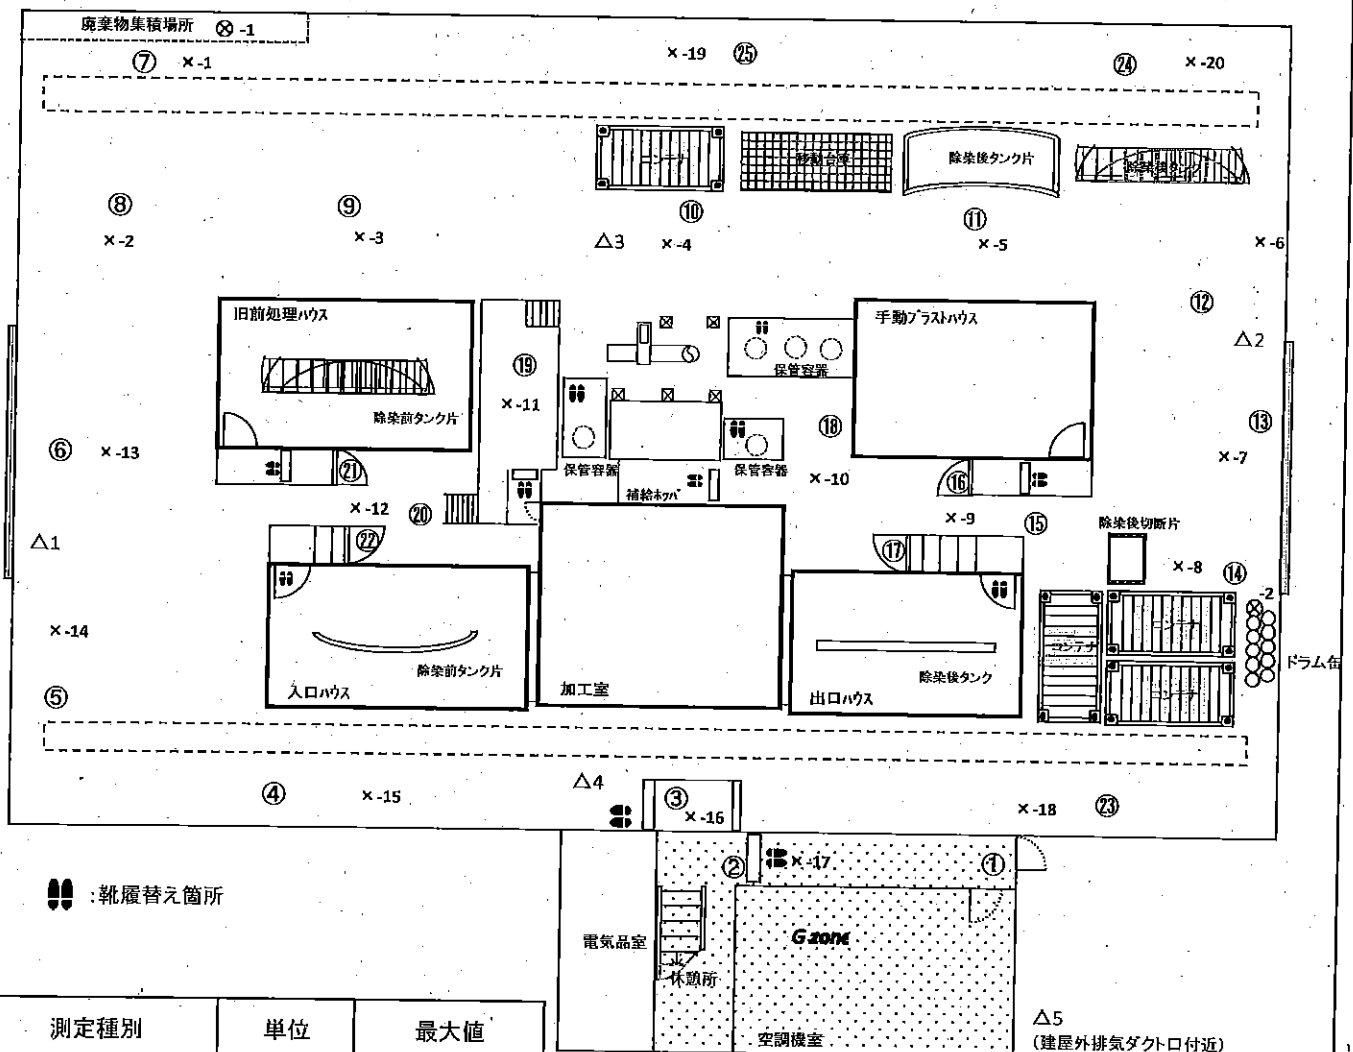 廃棄物集積場所 ⊗ -1
⑦ × -1
× -19 ㉕
㉔ × -20
コンテナ
移動台車
除染後タンク片
除染後タンク
⑧
× -2
⑨
× -3
△3
⑩
× -4
⑪
× -5
× -6
⑫
△2
旧前処理ハウス
除染前タンク片
⑲
× -11
保管容器
手動ブラストハウス
⑬
× -7
⑥ × -13
㉑
保管容器
保管容器
⑱
× -10
⑯
補給ホッパ
× -12 ⑳
× -9 ⑮
除染後切断片
△1
㉒
⑰
× -8 ⑭
-2
× -14
⑤
入口ハウス
除染前タンク片
加工室
出口ハウス
除染後タンク
コンテナ
コンテナ
コンテナ
ドラム缶
④ × -15
△4
③
× -16
× -18 ㉓
② × -17 ①
:靴履替え箇所
電気品室
G zone
休憩所
空調機室
△5
(建屋外排気ダクト口付近)
測定種別 単位 最大値